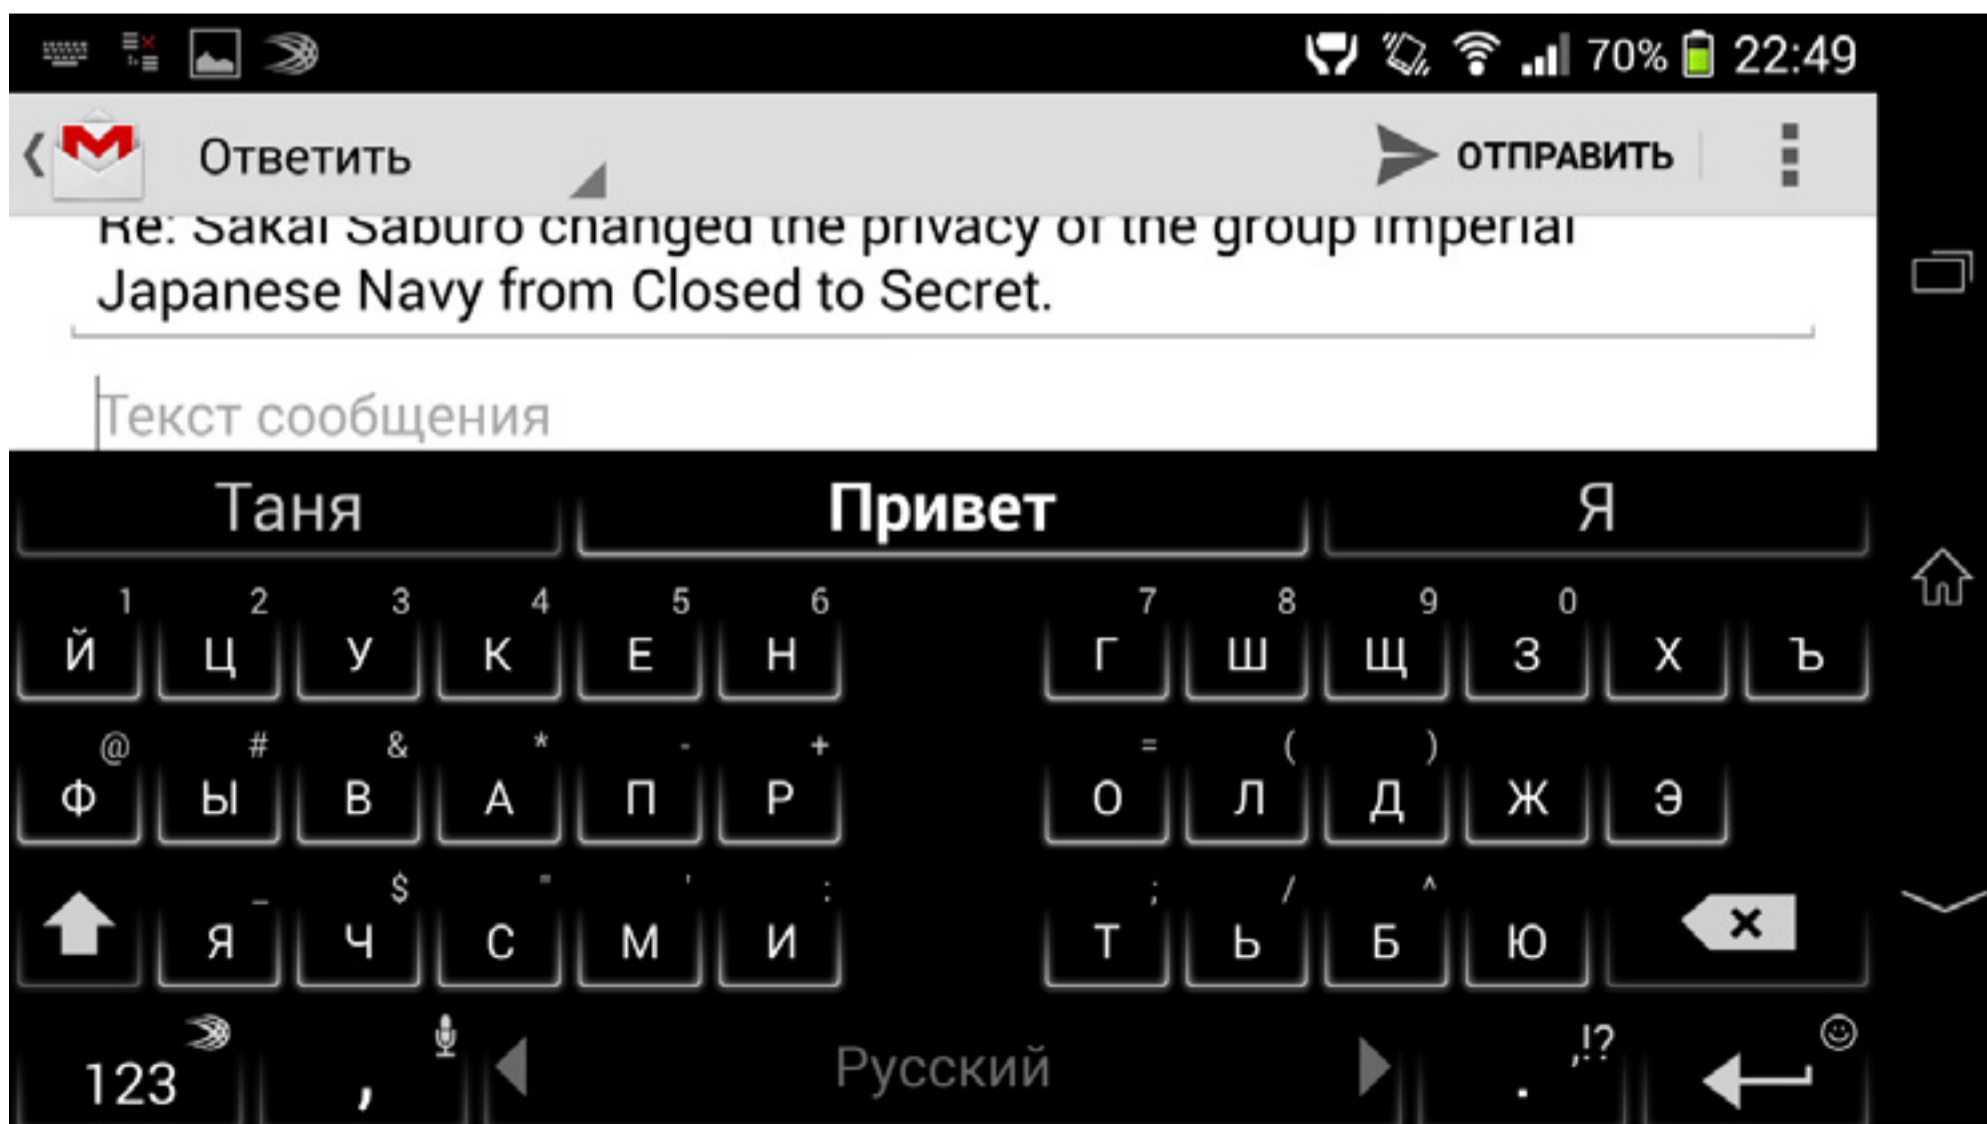 70% 22:49
Ответить ОТПРАВИТЬ
Re: Sakai Saburo changed the privacy of the group Imperial
Japanese Navy from Closed to Secret.
Текст сообщения
Таня Привет Я
1 2 3 4 5 6 7 8 9 0
Й Ц У К Е Н Г Ш Щ З Х Ъ
@ # & * - + = ( )
Ф Ы В А П Р О Л Д Ж Э
_ $ " ' : ; / ^
Я Ч С М И Т Ь Б Ю
,!?
123 , Русский .